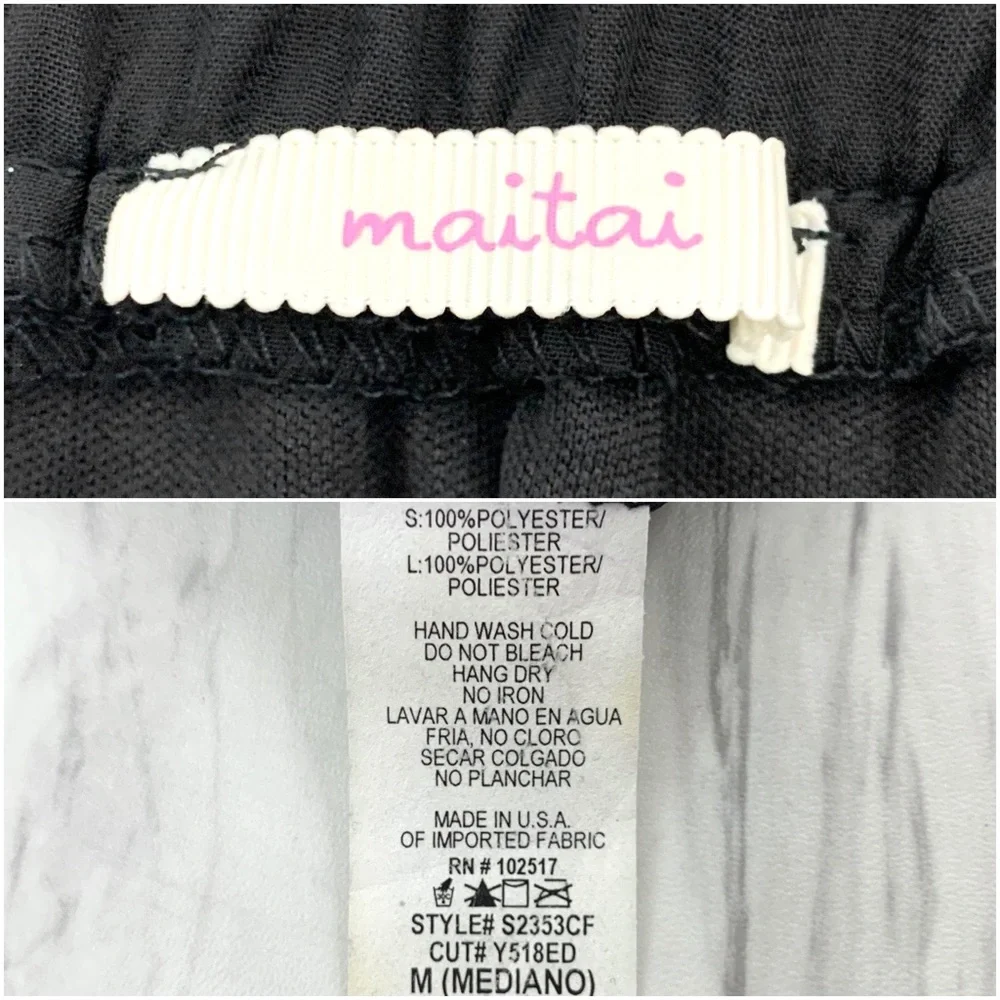 maitai
S:100%POLYESTER/
POLIESTER
L:100%POLYESTER/
POLIESTER
HAND WASH COLD
DO NOT BLEACH
HANG DRY
NO IRON
LAVAR A MANO EN AGUA
FRIA, NO CLORO
SECAR COLGADO
NO PLANCHAR
MADE IN U.S.A.
OF IMPORTED FABRIC
RN # 102517
STYLE# S2353CF
CUT# Y518ED
M (MEDIANO)